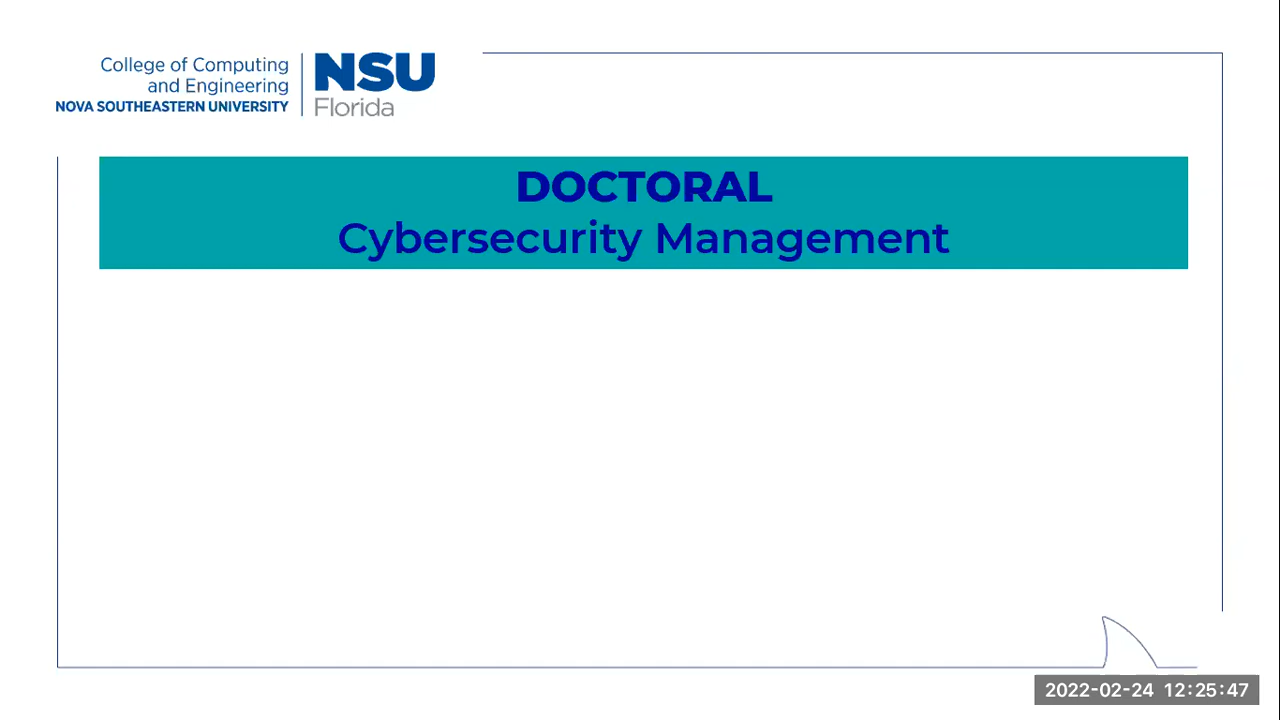 College of Computing
and Engineering
NOVA SOUTHEASTERN UNIVERSITY
NSU
Florida
DOCTORAL
Cybersecurity Management
2022-02-24 12:25:47